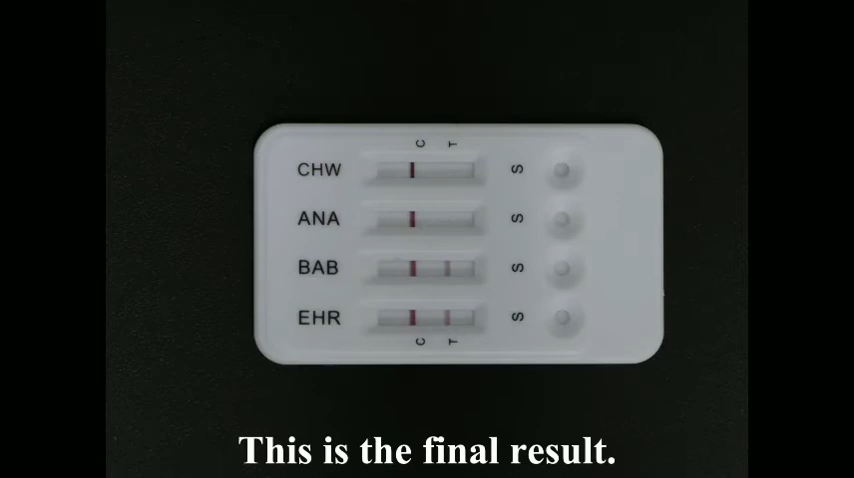 C T
CHW S
ANA S
BAB S
EHR S
C T
This is the final result.